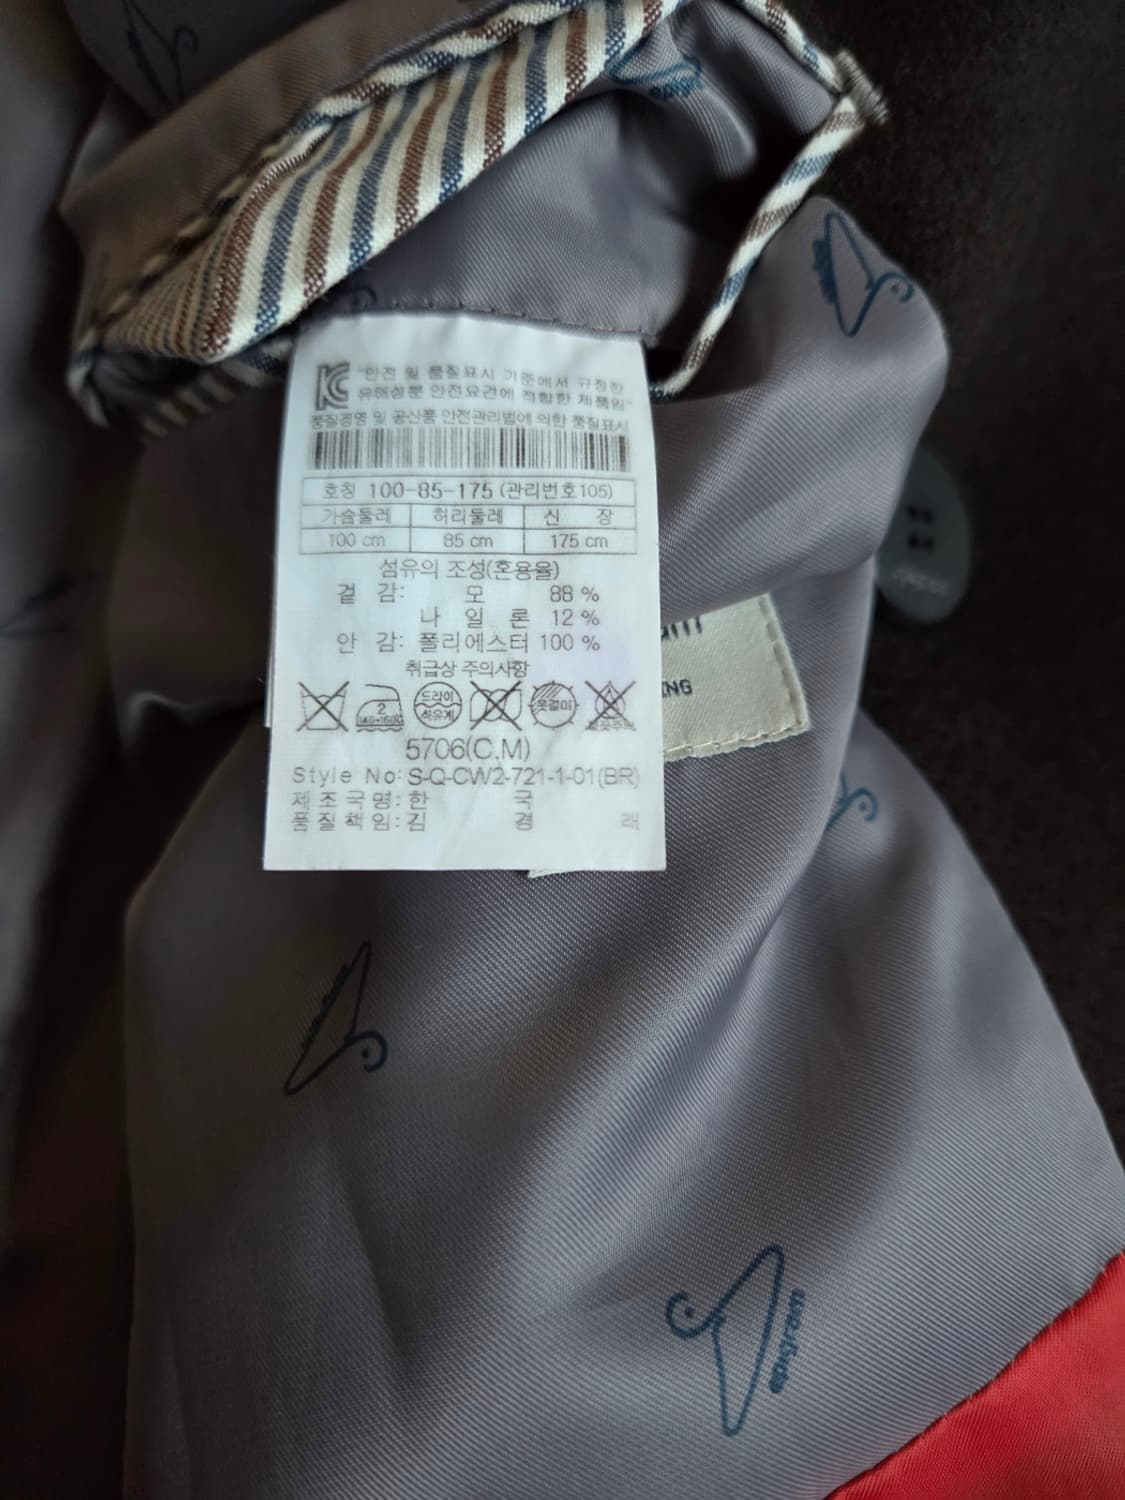 "안전 및 품질표시 기준에서 규정한
유해성분 안전요건에 적합한 제품임"
품질경영 및 공산품 안전관리법에 의한 품질표시
호칭 100-85-175 (관리번호105)
가슴둘레 허리둘레 신 장
100 cm 85 cm 175 cm
섬유의 조성(혼용율)
겉 감: 모 88 %
나 일 론 12 %
안 감: 폴리에스터 100 %
취급상 주의사항
2
140~160℃
드라이
석유계
옷걸이
5706(C.M)
Style No: S-Q-CW2-721-1-01(BR)
제조국명: 한 국
품질책임: 김 경 래
NG
epigram